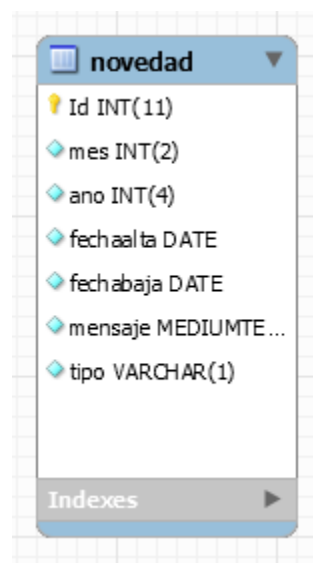 novedad
Id INT(11)
mes INT(2)
ano INT(4)
fechaalta DATE
fechabaja DATE
mensaje MEDIUMTE...
tipo VARCHAR(1)
Indexes